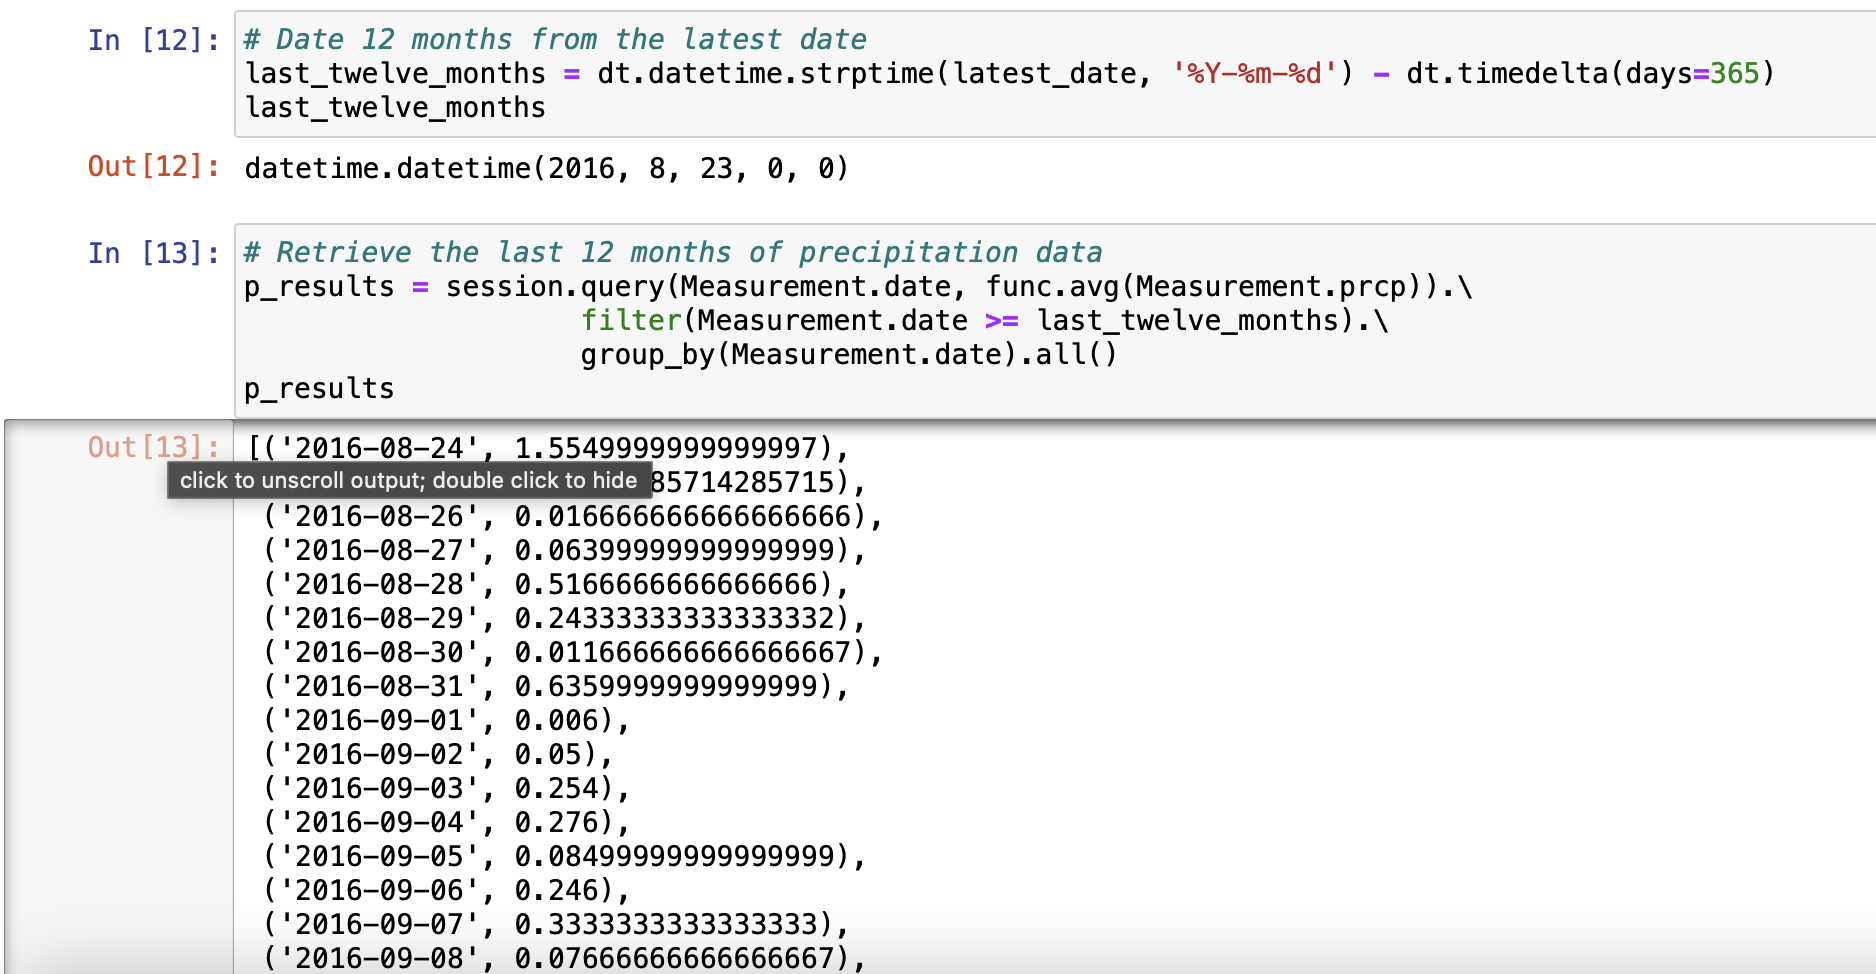 In [12]: # Date 12 months from the latest date
last_twelve_months = dt.datetime.strptime(latest_date, '%Y-%m-%d') - dt.timedelta(days=365)
last_twelve_months
Out[12]: datetime.datetime(2016, 8, 23, 0, 0)
In [13]: # Retrieve the last 12 months of precipitation data
p_results = session.query(Measurement.date, func.avg(Measurement.prcp)).\
filter(Measurement.date >= last_twelve_months).\
group_by(Measurement.date).all()
p_results
Out[13]: [('2016-08-24', 1.5549999999999997),
click to unscroll output; double click to hide 85714285715),
('2016-08-26', 0.016666666666666666),
('2016-08-27', 0.06399999999999999),
('2016-08-28', 0.5166666666666666),
('2016-08-29', 0.24333333333333332),
('2016-08-30', 0.011666666666666667),
('2016-08-31', 0.6359999999999999),
('2016-09-01', 0.006),
('2016-09-02', 0.05),
('2016-09-03', 0.254),
('2016-09-04', 0.276),
('2016-09-05', 0.08499999999999999),
('2016-09-06', 0.246),
('2016-09-07', 0.3333333333333333),
('2016-09-08', 0.07666666666666667),